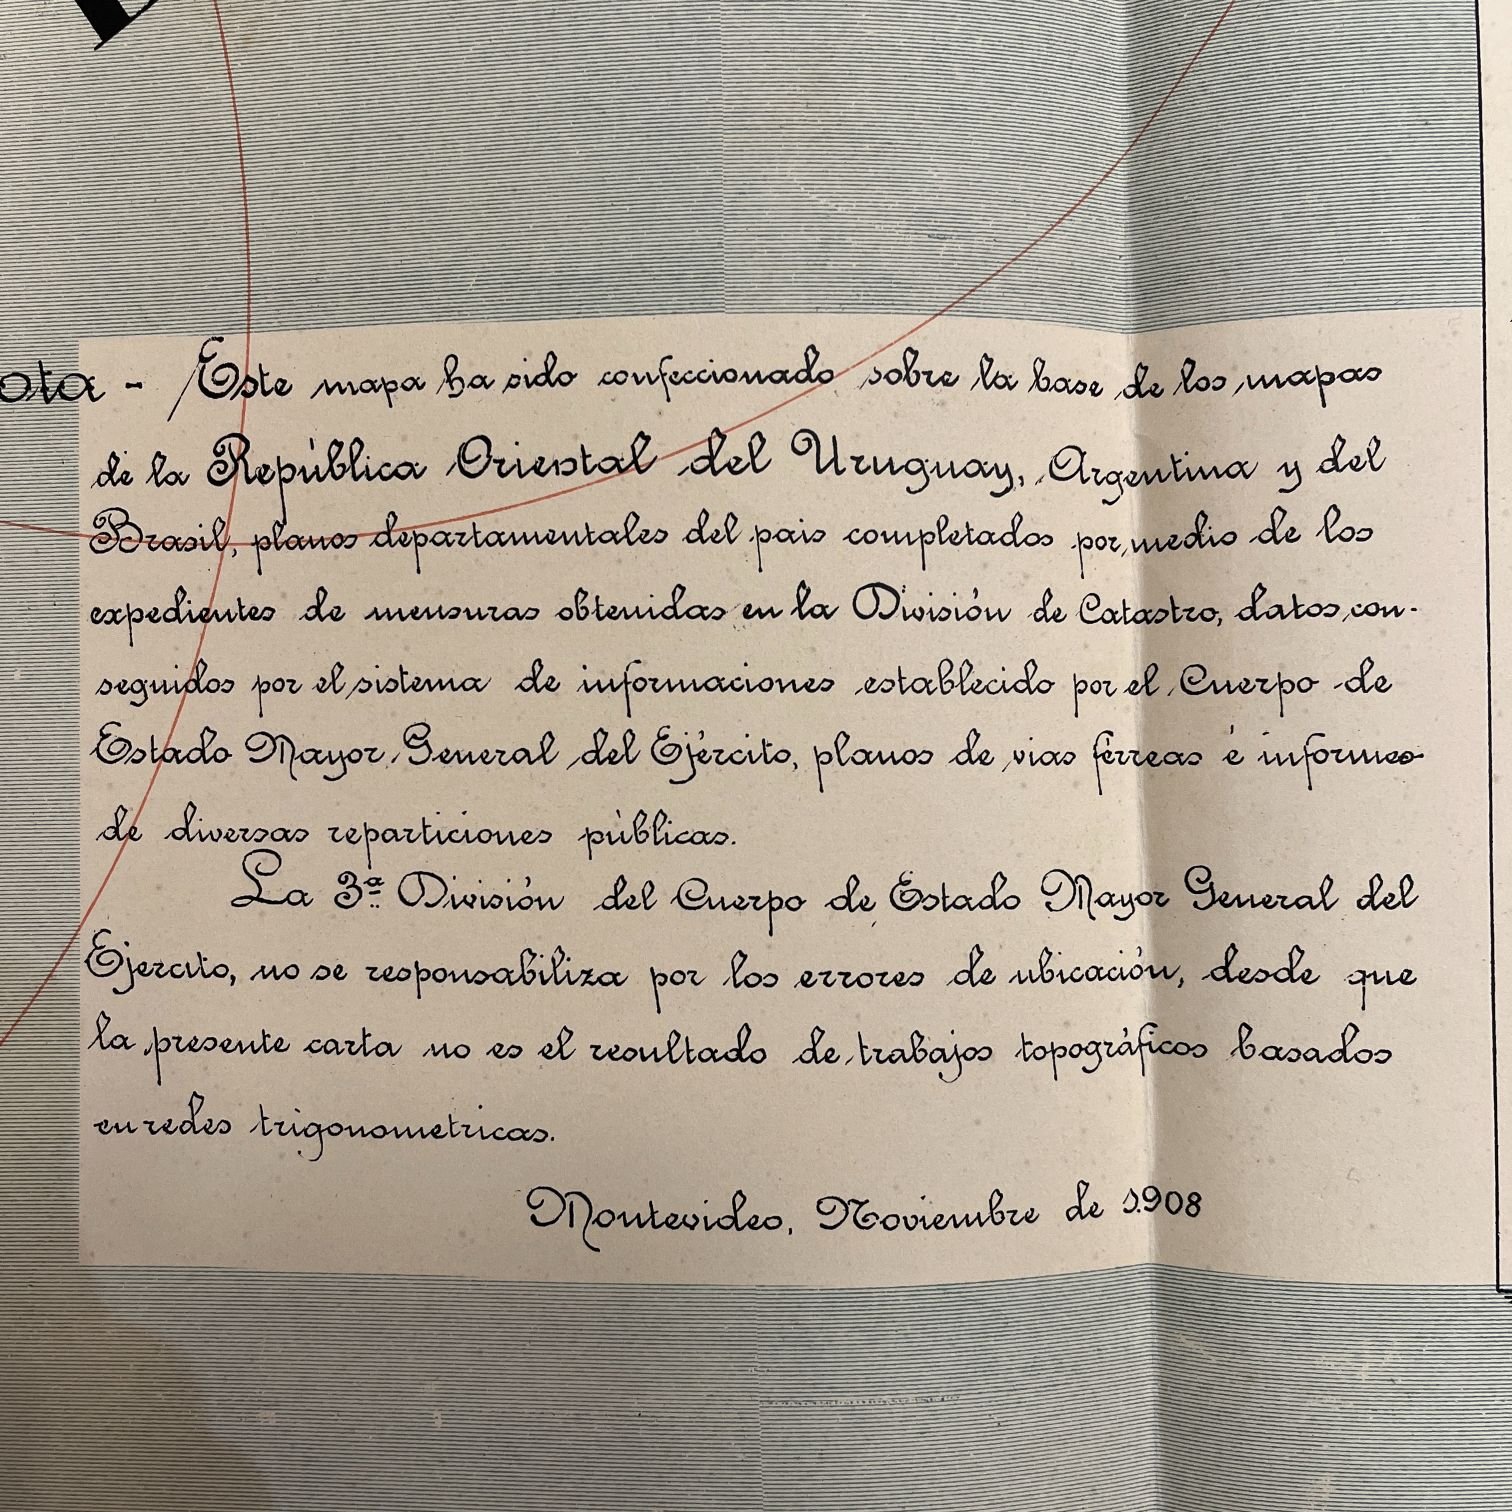 ota - Este mapa ha sido confeccionado sobre la base de los mapas
de la República Oriental del Uruguay, Argentina y del
Brasil, planos departamentales del pais completados por medio de los
expedientes de mensuras obtenidas en la División de Catastro, datos con-
seguidos por el sistema de informaciones establecido por el Cuerpo de
Estado Mayor General del Ejército, planos de vias férreas é informes
de diversas reparticiones públicas.
La 3ª División del Cuerpo de Estado Mayor General del
Ejercito, no se responsabiliza por los errores de ubicación, desde que
la presente carta no es el resultado de trabajos topográficos basados
en redes trigonometricas.
Montevideo, Noviembre de 1.908